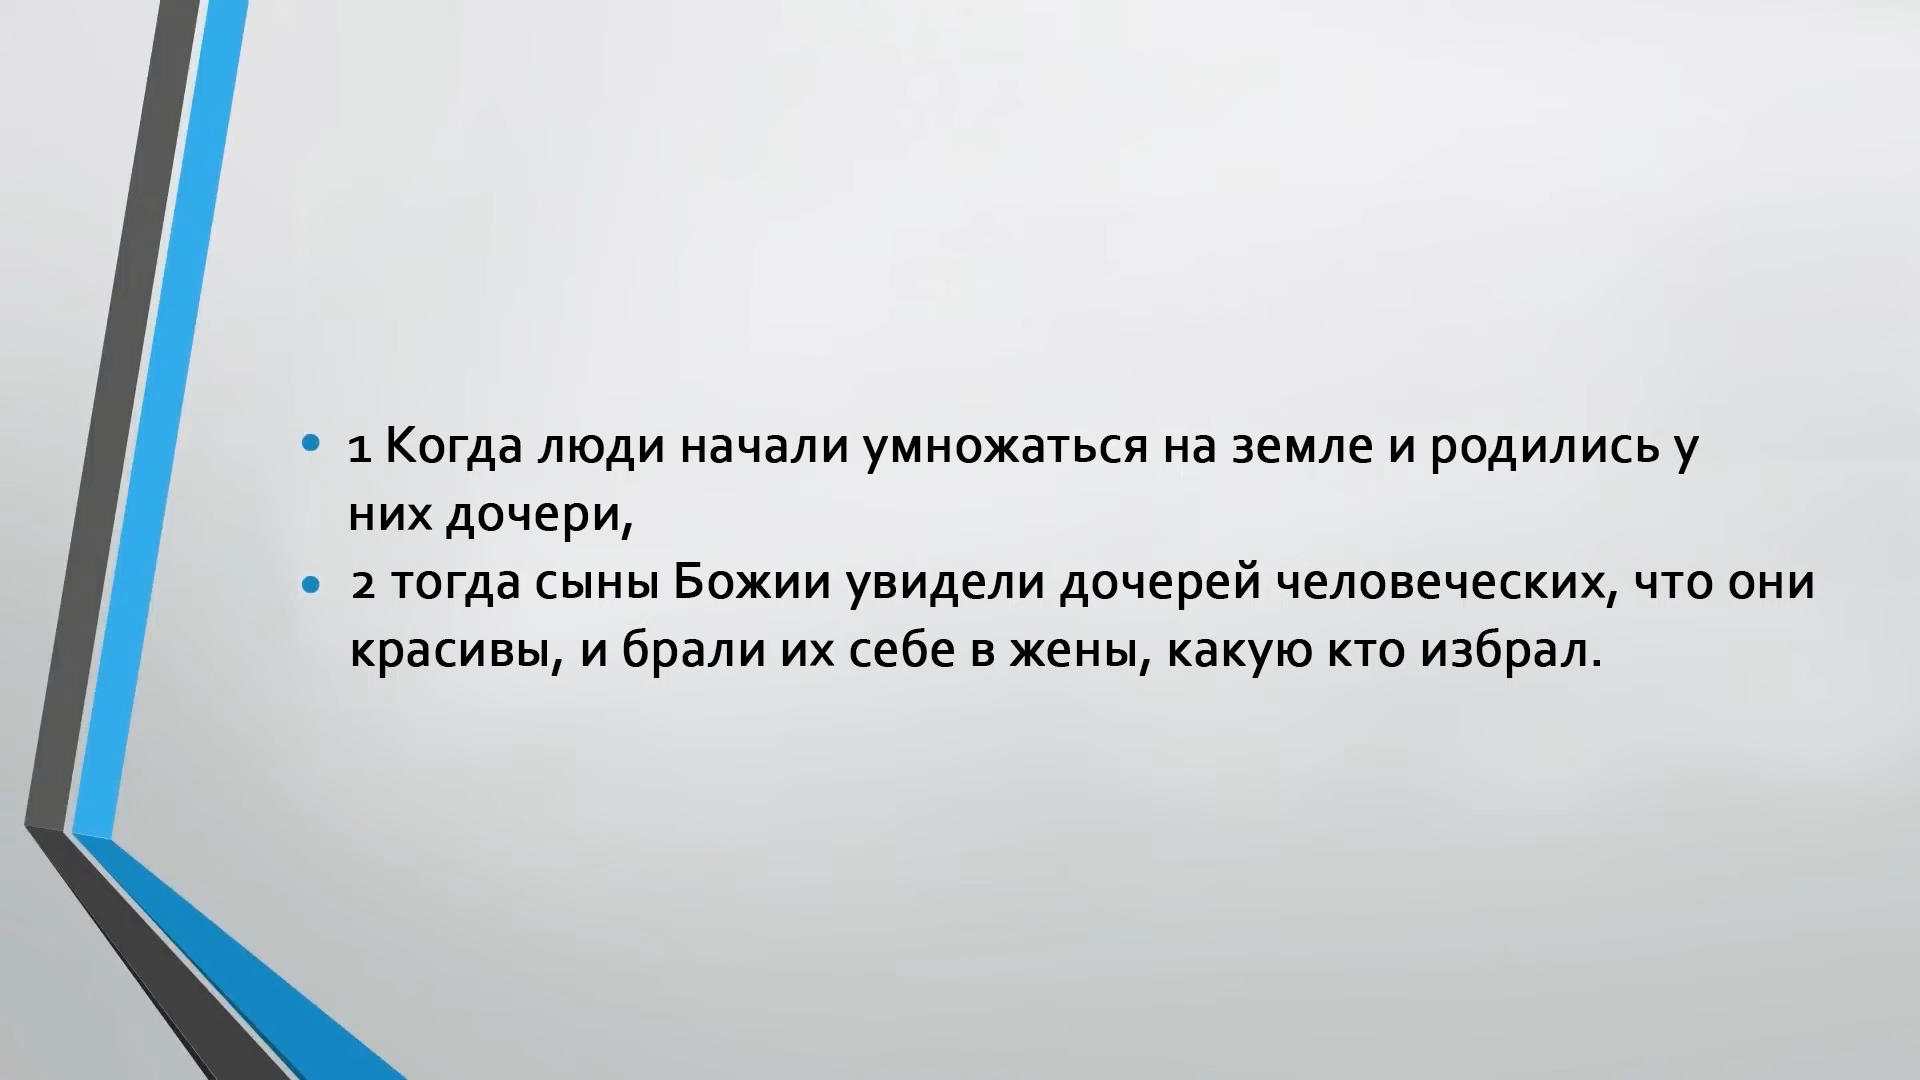 • 1 Когда люди начали умножаться на земле и родились у
них дочери,
• 2 тогда сыны Божии увидели дочерей человеческих, что они
красивы, и брали их себе в жены, какую кто избрал.